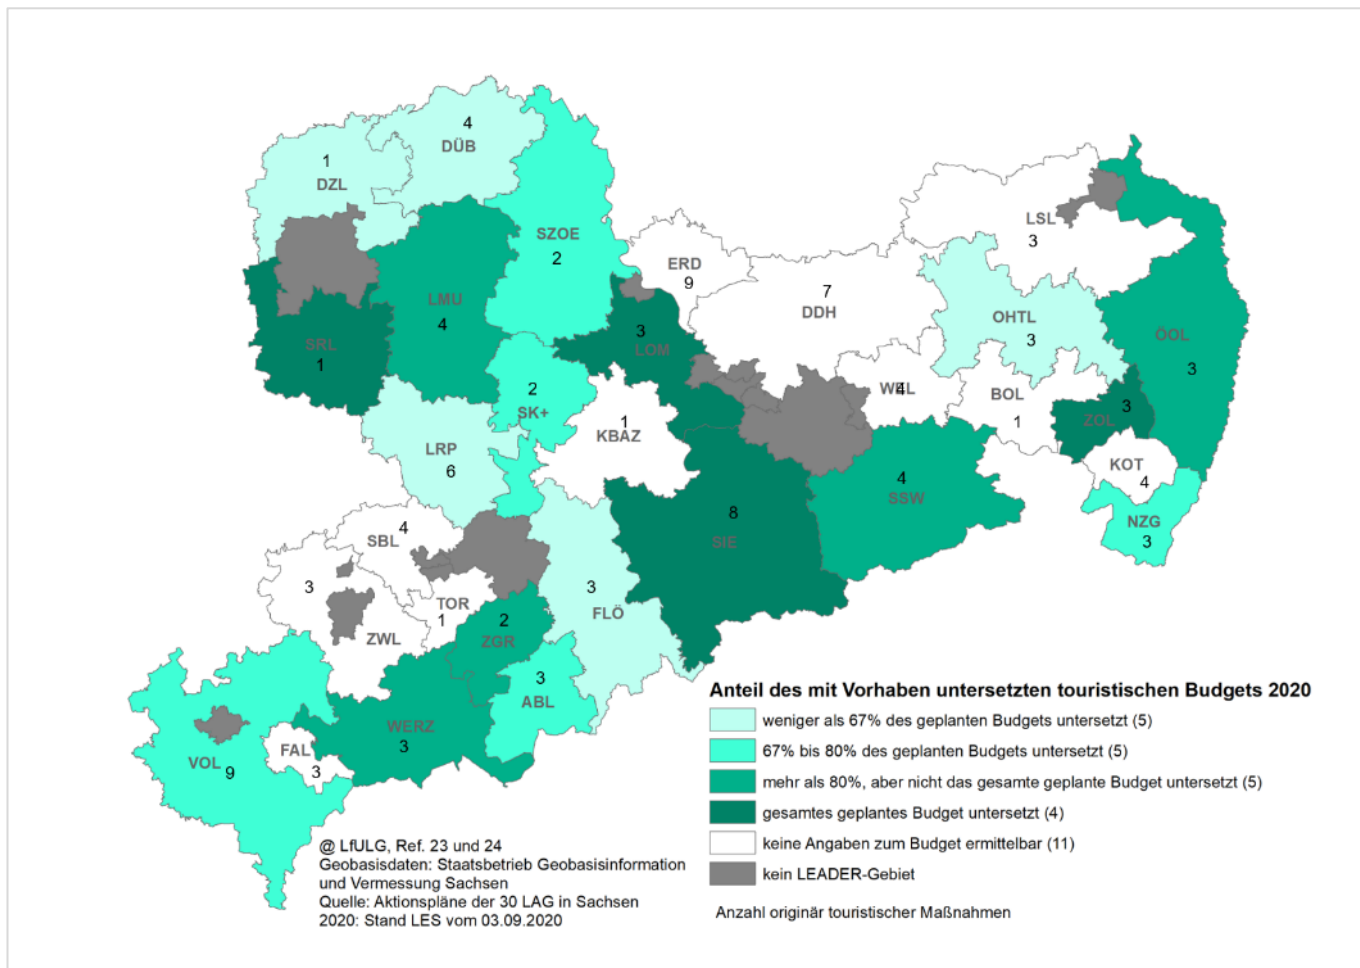 4
DÜB
1
DZL
SZOE
2
LSL
3
ERD
9
7
DDH
LMU
4
OHTL
3
ÖOL
3
3
LOM
SRL
1
2
SK+
WEL
4
BOL
1
3
ZOL
1
KBAZ
LRP
6
KOT
4
4
SSW
NZG
3
8
SIE
4
SBL
3
ZWL
TOR
1
3
FLÖ
2
ZGR
3
ABL
WERZ
3
VOL
9
FAL
3
Anteil des mit Vorhaben untersetzten touristischen Budgets 2020
weniger als 67% des geplanten Budgets untersetzt (5)
67% bis 80% des geplanten Budgets untersetzt (5)
mehr als 80%, aber nicht das gesamte geplante Budget untersetzt (5)
gesamtes geplantes Budget untersetzt (4)
keine Angaben zum Budget ermittelbar (11)
kein LEADER-Gebiet
Anzahl originär touristischer Maßnahmen
@ LfULG, Ref. 23 und 24
Geobasisdaten: Staatsbetrieb Geobasisinformation
und Vermessung Sachsen
Quelle: Aktionspläne der 30 LAG in Sachsen
2020: Stand LES vom 03.09.2020